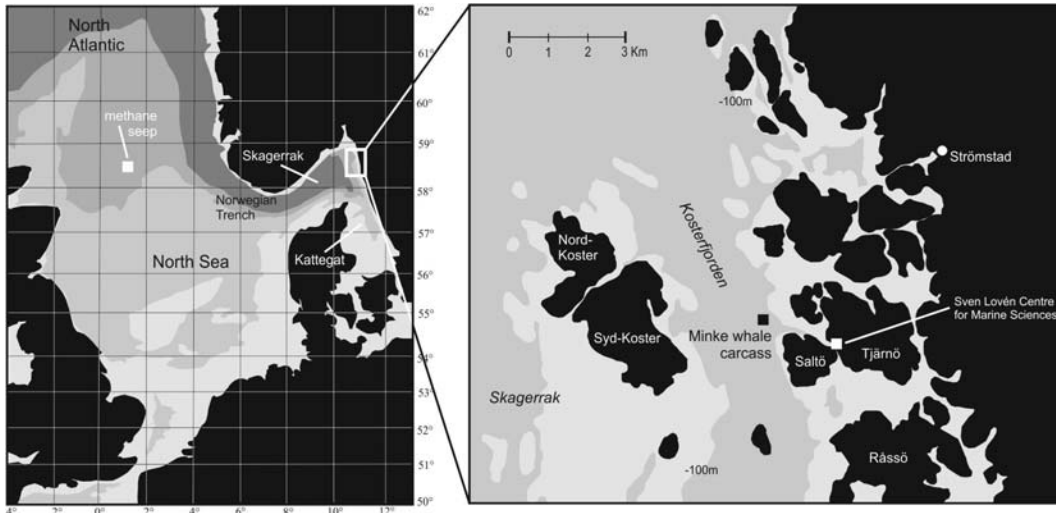 North
Atlantic
methane
seep
Skagerrak
Norwegian
Trench
North Sea
Kattegat
62°
61°
60°
59°
58°
57°
56°
55°
54°
53°
52°
51°
50°
4°
2°
0°
2°
4°
6°
8°
10°
12°
0 1 2 3 Km
-100m
Strömstad
Kosterfjorden
Nord-
Koster
Syd-Koster
Minke whale
carcass
Sven Lovén Centre
for Marine Sciences
Saltö
Tjärnö
Skagerrak
-100m
Råssö